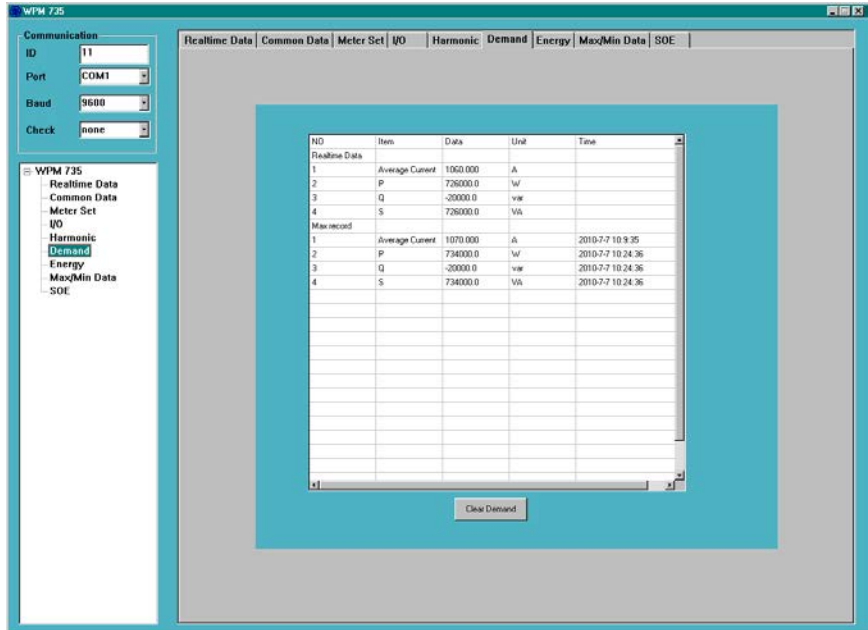 WPM 735
Communication
ID 11
Port COM1
Baud 9600
Check none
WPM 735
Realtime Data
Common Data
Meter Set
I/O
Harmonic
Demand
Energy
Max/Min Data
SOE
Realtime Data Common Data Meter Set I/O Harmonic Demand Energy Max/Min Data SOE
NO Item Data Unit Time
Realtime Data
1 Average Current 1060.000 A
2 P 726000.0 W
3 Q -20000.0 var
4 S 726000.0 VA
Max record
1 Average Current 1070.000 A 2010-7-7 10:9:35
2 P 734000.0 W 2010-7-7 10:24:36
3 Q -20000.0 var 2010-7-7 10:24:36
4 S 734000.0 VA 2010-7-7 10:24:36
Clear Demand